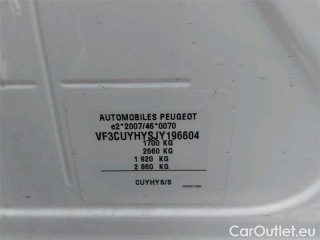 AUTOMOBILES PEUGEOT
e2*2007/46*0070
VF3CUYHYSJY196604
1700 KG
2660 KG
1 920 KG
2 860 KG
CUYHYS/S
CarOutlet.eu